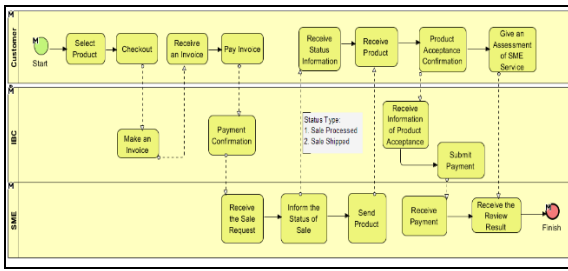 Customer
Start
Select
Product
Checkout
Receive
an Invoice
Pay Invoice
Receive
Status
Information
Receive
Product
Product
Acceptance
Confirmation
Give an
Assessment
of SME
Service
IBC
Make an
Invoice
Payment
Confirmation
Status Type:
1. Sale Processed
2. Sale Shipped
Receive
Information
of Product
Acceptance
Submit
Payment
SME
Receive
the Sale
Request
Inform the
Status of
Sale
Send
Product
Receive
Payment
Receive the
Review
Result
Finish